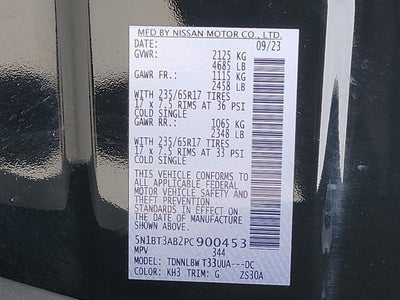 MFD BY NISSAN MOTOR CO., LTD.
DATE: 09/23
GVWR: 2125 KG
4685 LB
GAWR FR.: 1115 KG
2458 LB
WITH 235/65R17 TIRES
17 x 7.5 RIMS AT 36 PSI
COLD SINGLE
GAWR RR.: 1065 KG
2348 LB
WITH 235/65R17 TIRES
17 x 7.5 RIMS AT 33 PSI
COLD SINGLE
THIS VEHICLE CONFORMS TO
ALL APPLICABLE FEDERAL
MOTOR VEHICLE SAFETY AND
THEFT PREVENTION
STANDARDS IN EFFECT ON
THE DATE OF MANUFACTURE
SHOWN ABOVE.
5N1BT3AB2PC900453
MPV 344
MODEL: TDNNLBW T33UUA---DC
COLOR: KH3 TRIM: G ZS30A